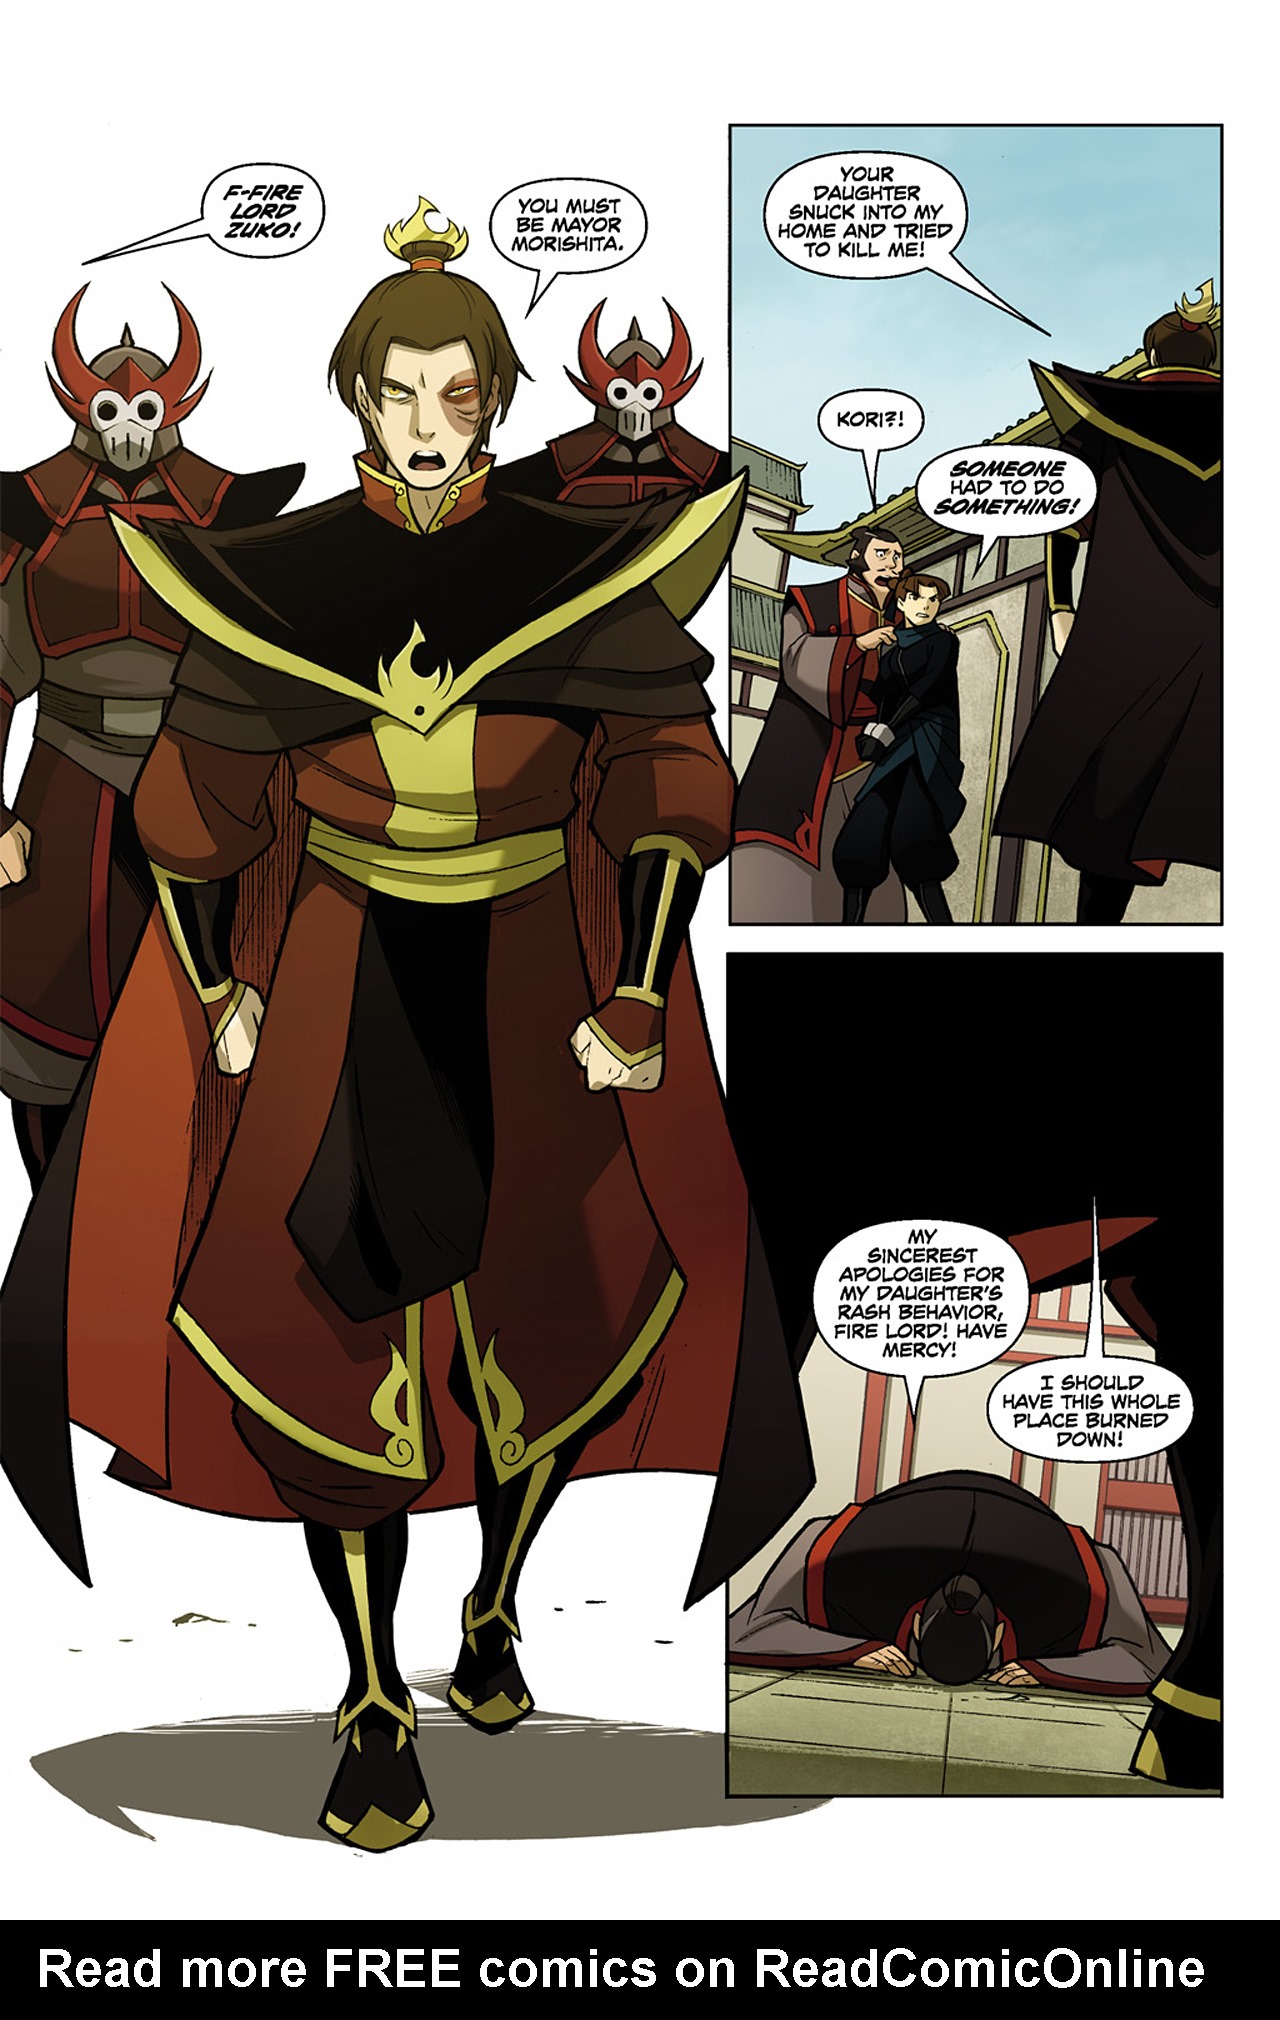 F-FIRE
LORD
ZUKO!
YOU MUST
BE MAYOR
MORISHITA.
YOUR
DAUGHTER
SNUCK INTO MY
HOME AND TRIED
TO KILL ME!
KORI?!
SOMEONE
HAD TO DO
SOMETHING!
MY
SINCEREST
APOLOGIES FOR
MY DAUGHTER'S
RASH BEHAVIOR,
FIRE LORD! HAVE
MERCY!
I SHOULD
HAVE THIS WHOLE
PLACE BURNED
DOWN!
Read more FREE comics on ReadComicOnline